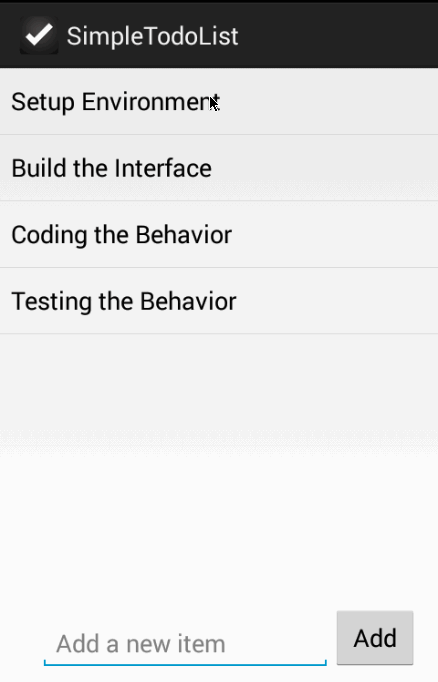 SimpleTodoList
Setup Environment
Build the Interface
Coding the Behavior
Testing the Behavior
Add a new item
Add